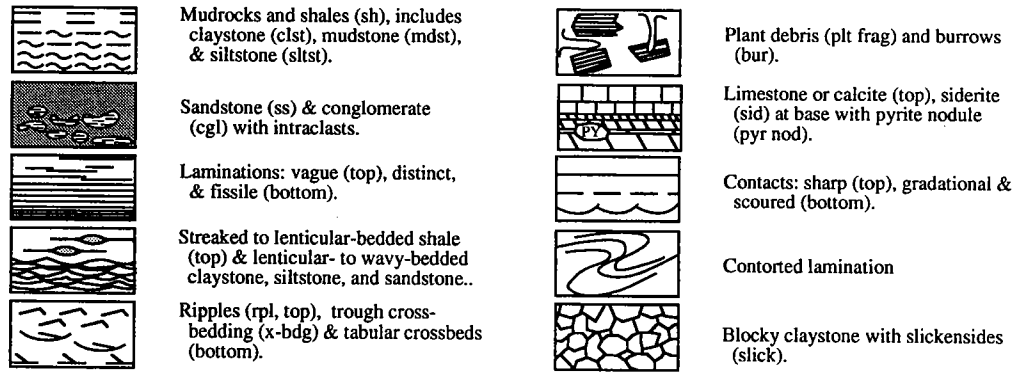 Mudrocks and shales (sh), includes
claystone (clst), mudstone (mdst),
& siltstone (sltst).
Sandstone (ss) & conglomerate
(cgl) with intraclasts.
Laminations: vague (top), distinct,
& fissile (bottom).
Streaked to lenticular-bedded shale
(top) & lenticular- to wavy-bedded
claystone, siltstone, and sandstone..
Ripples (rpl, top), trough cross-
bedding (x-bdg) & tabular crossbeds
(bottom).
Plant debris (plt frag) and burrows
(bur).
PY
Limestone or calcite (top), siderite
(sid) at base with pyrite nodule
(pyr nod).
Contacts: sharp (top), gradational &
scoured (bottom).
Contorted lamination
Blocky claystone with slickensides
(slick).